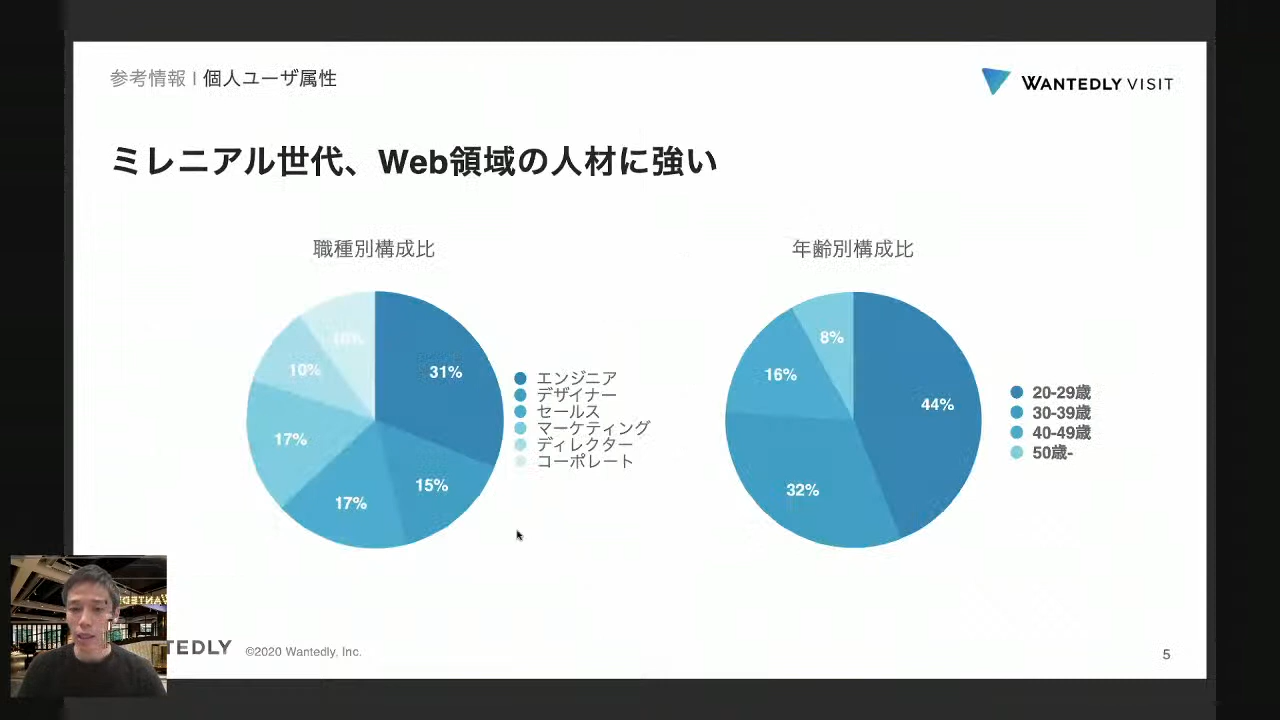 参考情報 | 個人ユーザ属性
WANTEDLY VISIT
ミレニアル世代、Web領域の人材に強い
職種別構成比
年齢別構成比
31%
15%
17%
17%
10%
10%
エンジニア
デザイナー
セールス
マーケティング
ディレクター
コーポレート
44%
32%
16%
8%
20-29歳
30-39歳
40-49歳
50歳-
TEDLY
©2020 Wantedly, Inc.
5